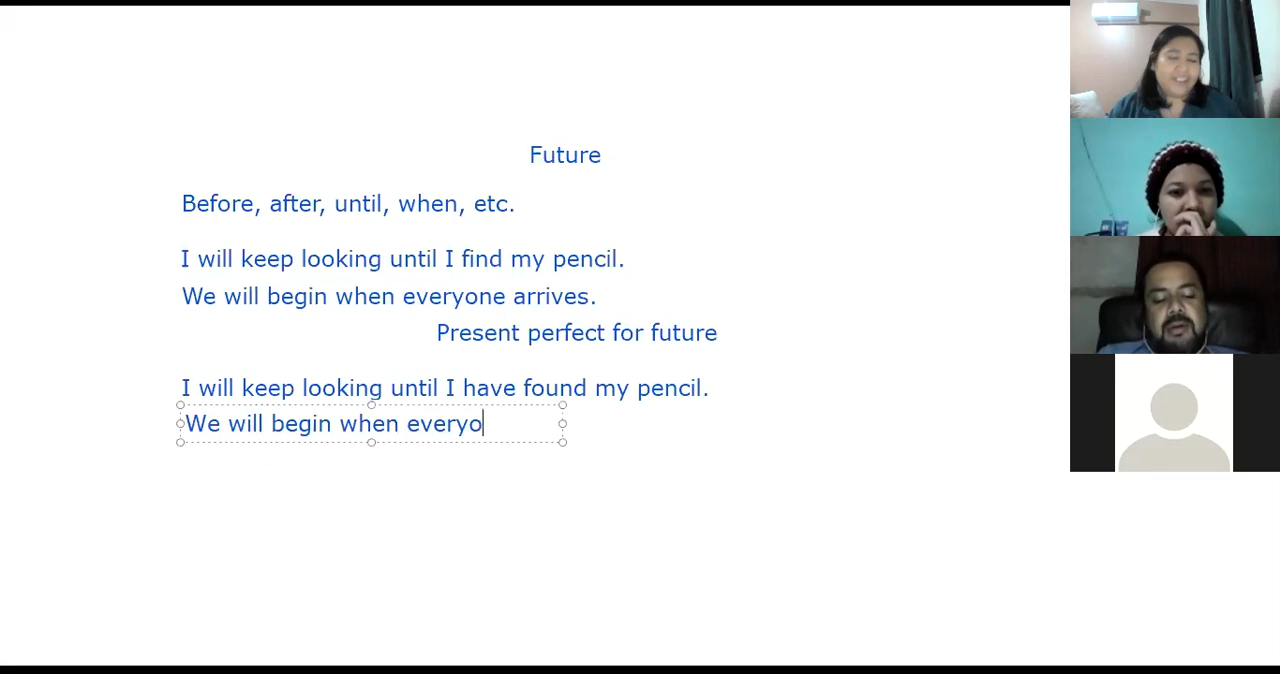 Future
Before, after, until, when, etc.
I will keep looking until I find my pencil.
We will begin when everyone arrives.
Present perfect for future
I will keep looking until I have found my pencil.
We will begin when everyo